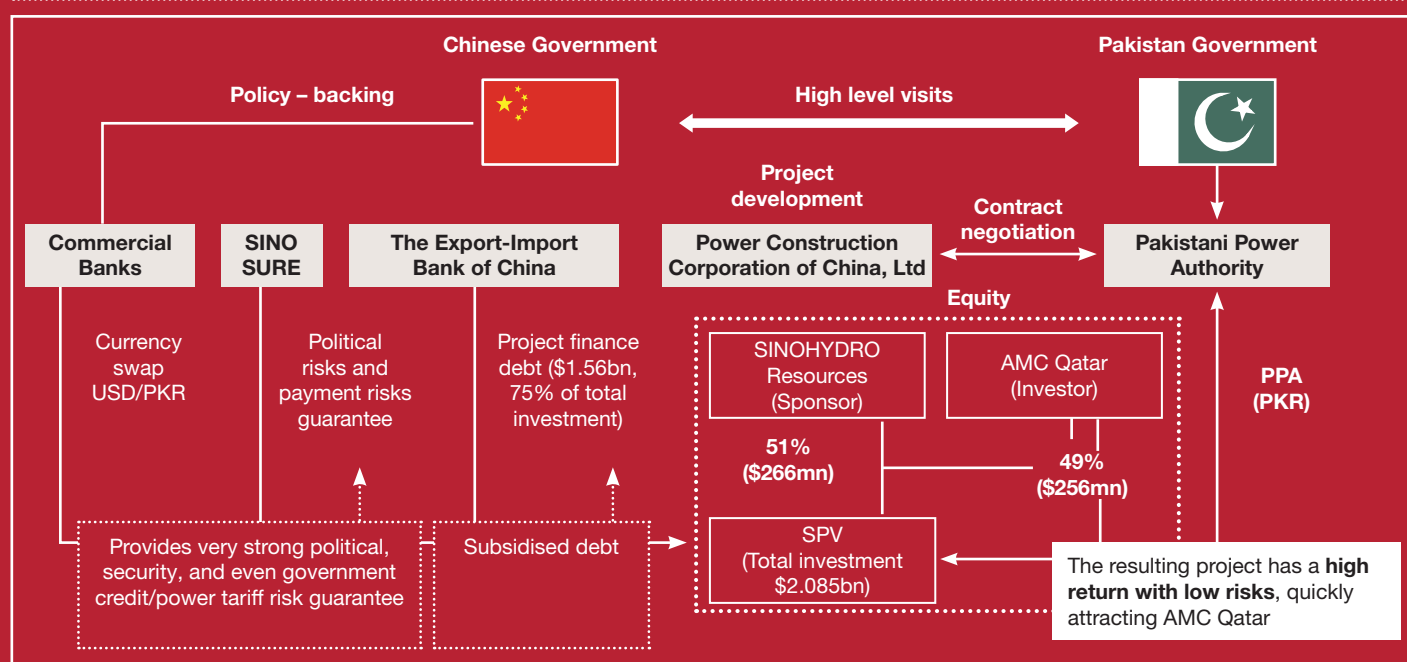 Chinese Government
Pakistan Government
Policy – backing
High level visits
Project
development
Contract
negotiation
Commercial
Banks
SINO
SURE
The Export-Import
Bank of China
Power Construction
Corporation of China, Ltd
Pakistani Power
Authority
Equity
Currency
swap
USD/PKR
Political
risks and
payment risks
guarantee
Project finance
debt ($1.56bn,
75% of total
investment)
SINOHYDRO
Resources
(Sponsor)
AMC Qatar
(Investor)
PPA
(PKR)
51%
($266mn)
49%
($256mn)
Provides very strong political,
security, and even government
credit/power tariff risk guarantee
Subsidised debt
SPV
(Total investment
$2.085bn)
The resulting project has a high
return with low risks, quickly
attracting AMC Qatar